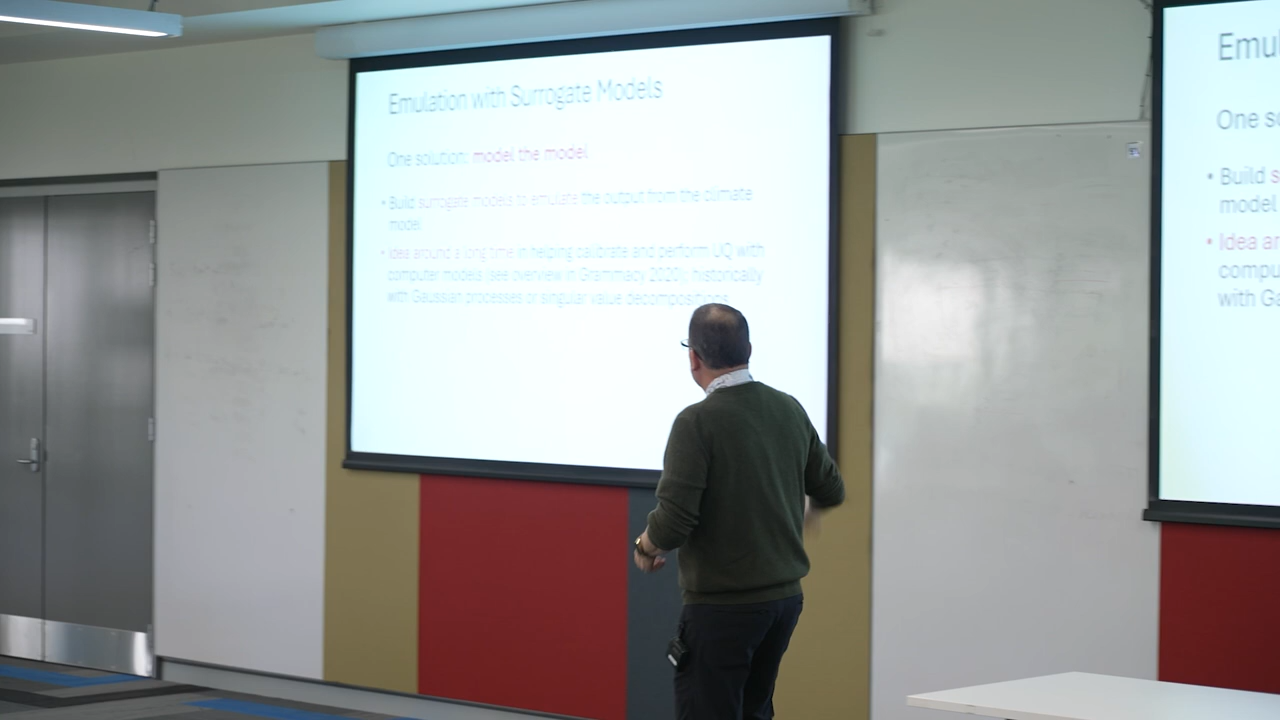 Emulation with Surrogate Models
One solution: model the model
• Build surrogate models to emulate the output from the climate
model.
• Idea around a long time in helping calibrate and perform UQ with
computer models (see overview in Grammacy 2020), historically
with Gaussian processes or singular value decompositions.
Emul
One so
• Build s
model
• Idea ar
compu
with Ga